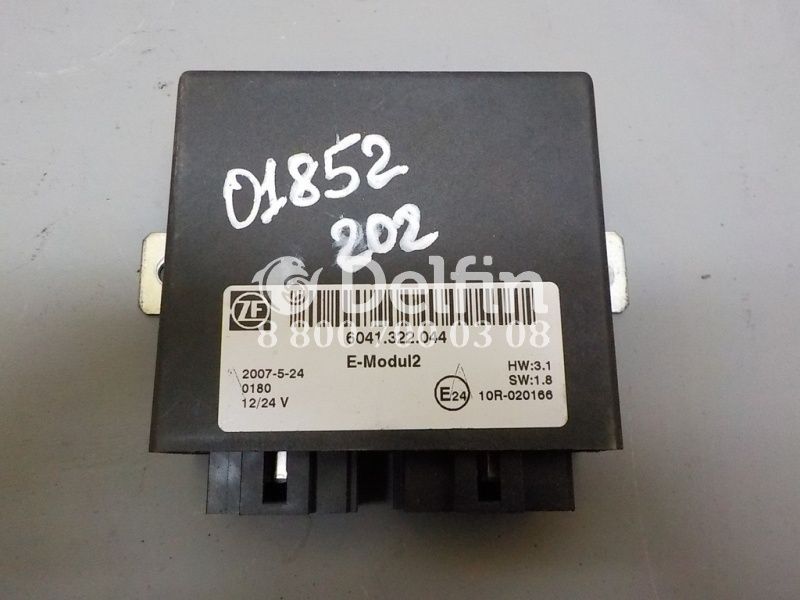 01852
202
Delfin
8 800 700 03 08
ZF
6041.322.044
E-Modul2
2007-5-24
0180
12/24 V
HW:3.1
SW:1.8
E24 10R-020166